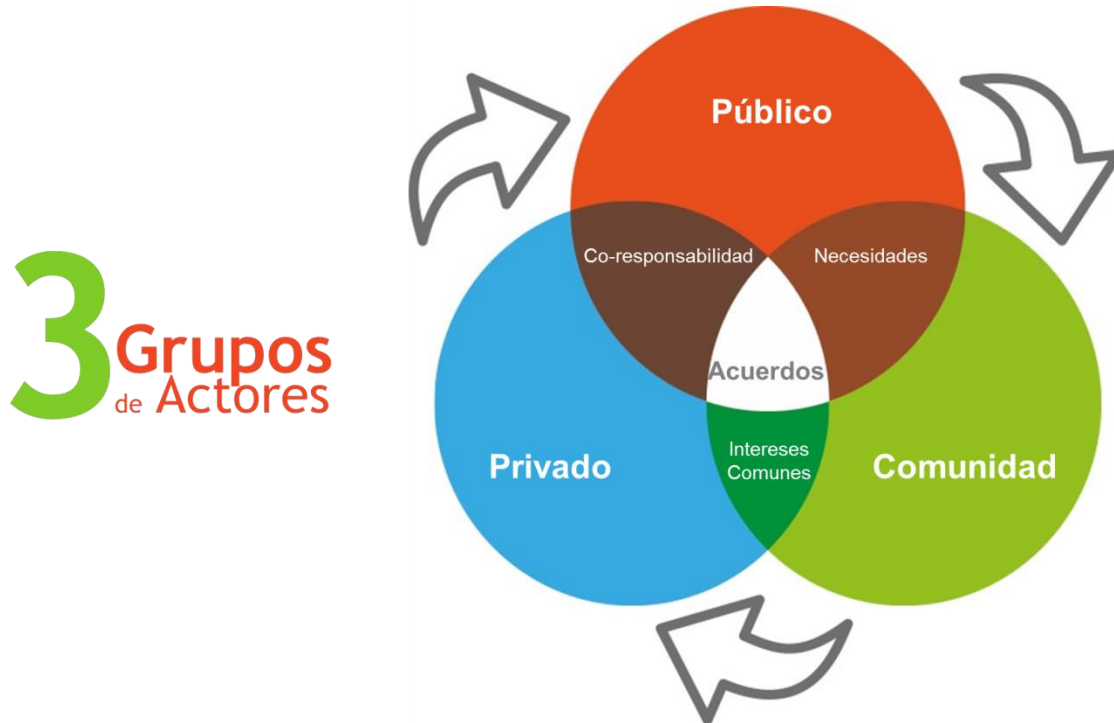 3 Grupos
de Actores
Público
Co-responsabilidad
Necesidades
Acuerdos
Privado
Intereses
Comunes
Comunidad